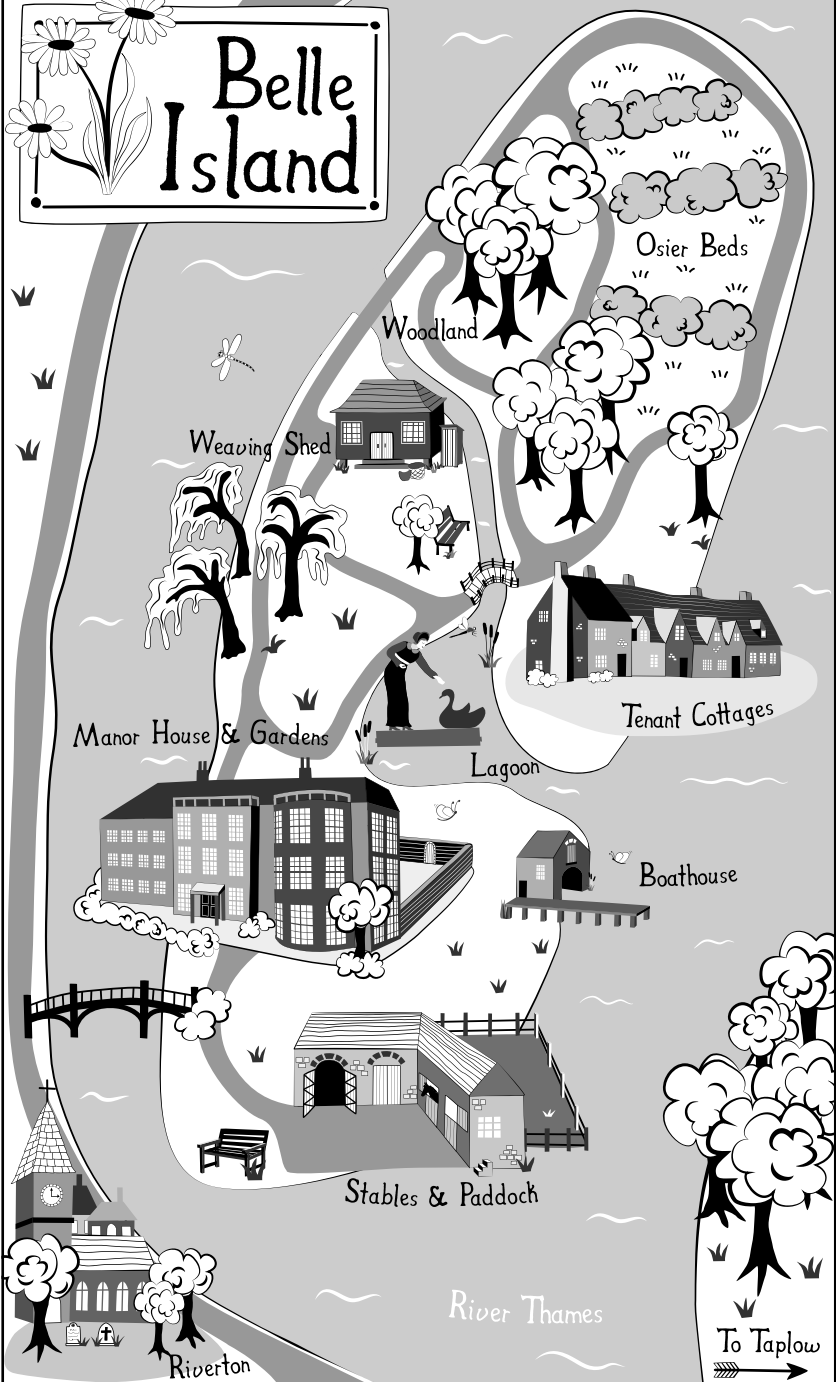 Belle
Island
Osier Beds
Woodland
Weaving Shed
Tenant Cottages
Manor House & Gardens
Lagoon
Boathouse
Stables & Paddock
River Thames
To Taplow
Riverton